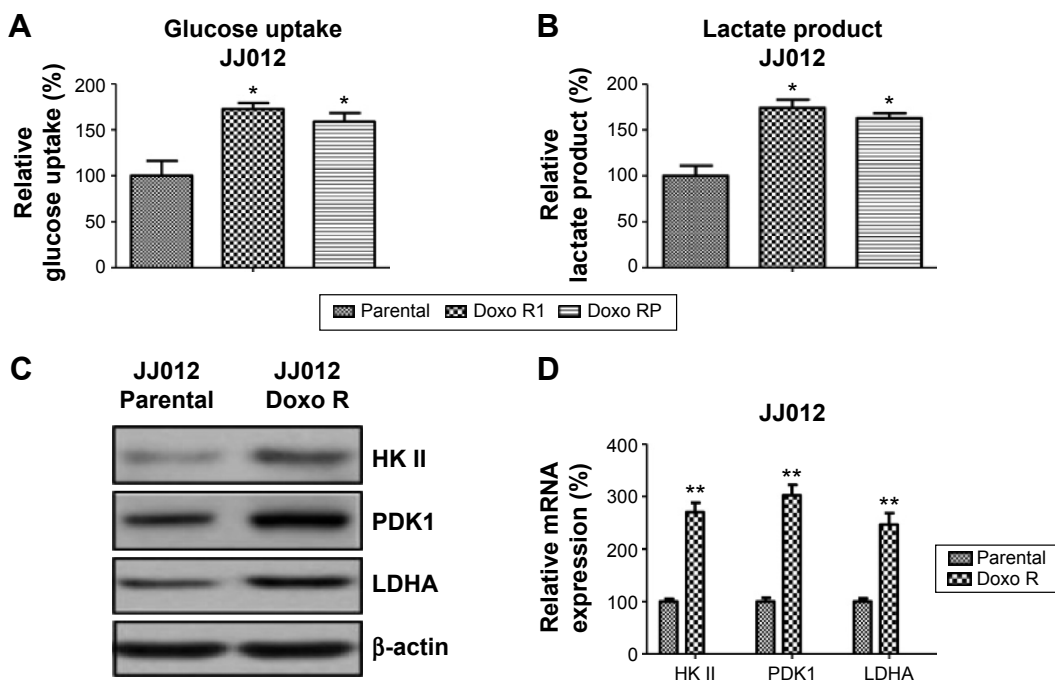 A
Glucose uptake
JJ012
Relative
glucose uptake (%)
200
150
100
50
0
*
*
B
Lactate product
JJ012
Relative
lactate product (%)
200
150
100
50
0
*
*
Parental Doxo R1 Doxo RP
C
JJ012 JJ012
Parental Doxo R
HK II
PDK1
LDHA
β-actin
D
JJ012
Relative mRNA
expression (%)
400
300
200
100
0
**
**
**
HK II PDK1 LDHA
Parental
Doxo R